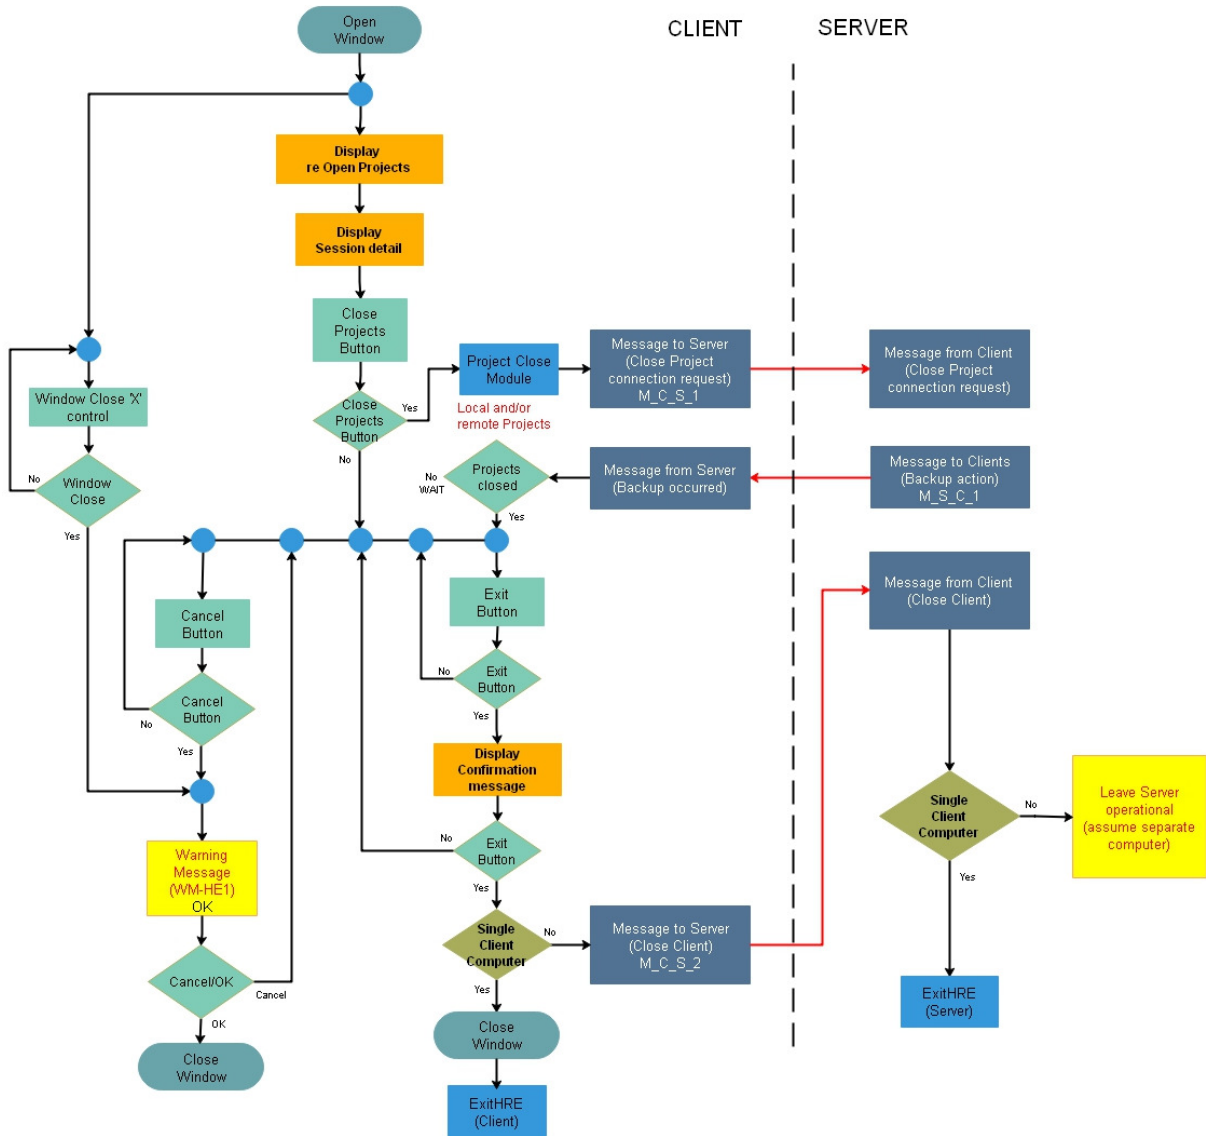 Open
Window
CLIENT
SERVER
Display
re Open Projects
Display
Session detail
Close
Projects
Button
Project Close
Module
Message to Server
(Close Project
connection request)
M_C_S_1
Message from Client
(Close Project
connection request)
Window Close 'X'
control
Close
Projects
Button
Yes
No
Local and/or
remote Projects
Window
Close
No
Yes
Projects
closed
No
WAIT
Yes
Message from Server
(Backup occurred)
Message to Clients
(Backup action)
M_S_C_1
Cancel
Button
Exit
Button
Message from Client
(Close Client)
Cancel
Button
No
Yes
Exit
Button
No
Yes
Display
Confirmation
message
Single
Client
Computer
No
Yes
Leave Server
operational
(assume separate
computer)
Warning
Message
(WM-HE1)
OK
Exit
Button
No
Yes
Single
Client
Computer
No
Yes
Message to Server
(Close Client)
M_C_S_2
Cancel/OK
Cancel
OK
ExitHRE
(Server)
Close
Window
Close
Window
ExitHRE
(Client)